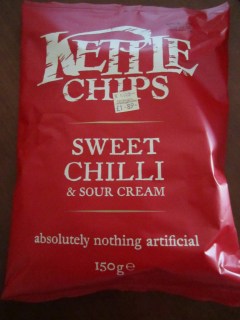 KETTLE
CHIPS
SWEET
CHILLI
& SOUR CREAM
absolutely nothing artificial
150g e